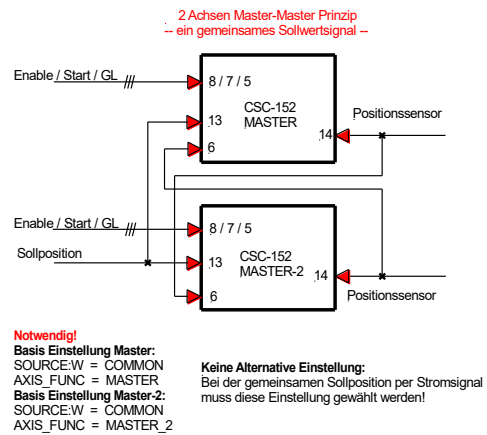 2 Achsen Master-Master Prinzip
-- ein gemeinsames Sollwertsignal --
Enable / Start / GL
8 / 7 / 5
CSC-152
MASTER
13
6
14
Positionssensor
Enable / Start / GL
8 / 7 / 5
Sollposition
13
CSC-152
MASTER-2
14
6
Positionssensor
Notwendig!
Basis Einstellung Master:
SOURCE:W = COMMON
AXIS_FUNC = MASTER
Basis Einstellung Master-2:
SOURCE:W = COMMON
AXIS_FUNC = MASTER_2
Keine Alternative Einstellung:
Bei der gemeinsamen Sollposition per Stromsignal
muss diese Einstellung gewählt werden!